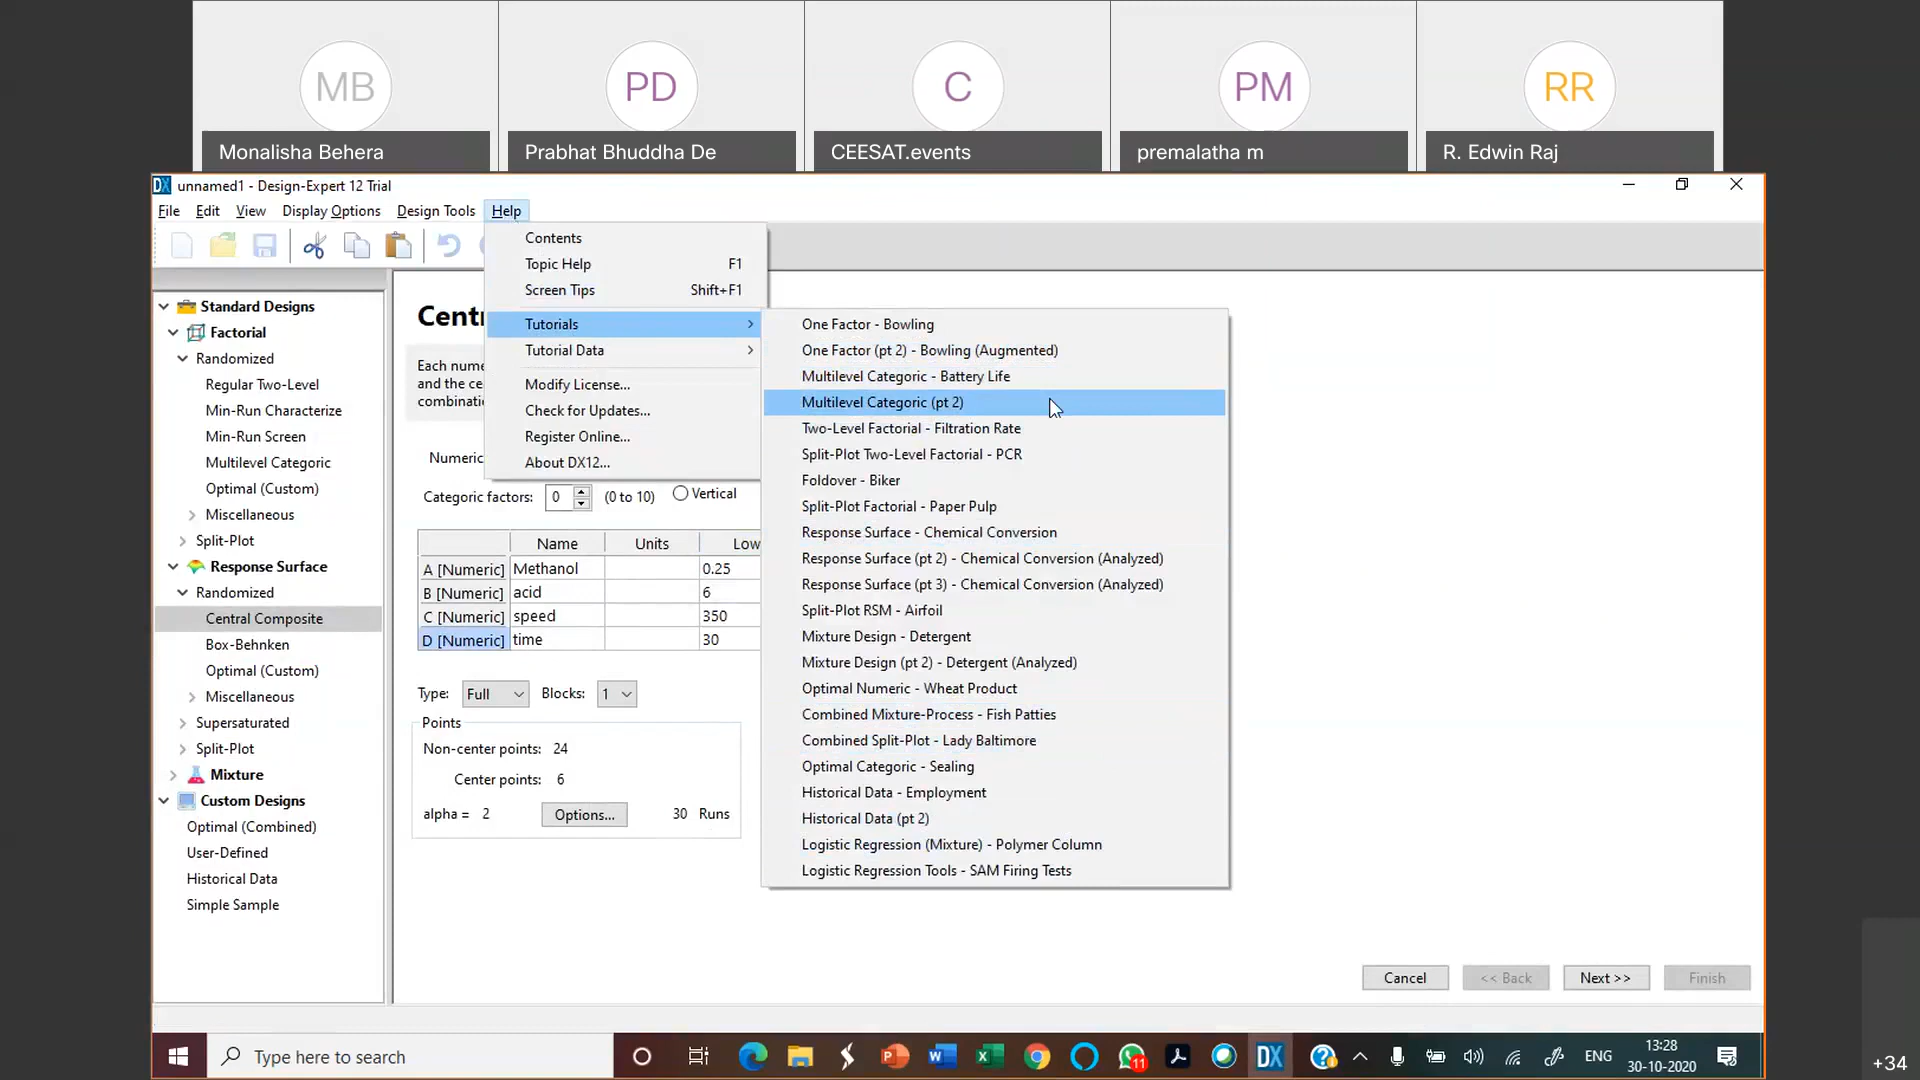 MB
PD
C
PM
RR
Monalisha Behera
Prabhat Bhuddha De
CEESAT.events
premalatha m
R. Edwin Raj
DX unnamed1 - Design-Expert 12 Trial
File Edit View Display Options Design Tools Help
Contents
Topic Help F1
Screen Tips Shift+F1
Tutorials
Tutorial Data
Modify License...
Check for Updates...
Register Online...
About DX12...
One Factor - Bowling
One Factor (pt 2) - Bowling (Augmented)
Multilevel Categoric - Battery Life
Multilevel Categoric (pt 2)
Two-Level Factorial - Filtration Rate
Split-Plot Two-Level Factorial - PCR
Foldover - Biker
Split-Plot Factorial - Paper Pulp
Response Surface - Chemical Conversion
Response Surface (pt 2) - Chemical Conversion (Analyzed)
Response Surface (pt 3) - Chemical Conversion (Analyzed)
Split-Plot RSM - Airfoil
Mixture Design - Detergent
Mixture Design (pt 2) - Detergent (Analyzed)
Optimal Numeric - Wheat Product
Combined Mixture-Process - Fish Patties
Combined Split-Plot - Lady Baltimore
Optimal Categoric - Sealing
Historical Data - Employment
Historical Data (pt 2)
Logistic Regression (Mixture) - Polymer Column
Logistic Regression Tools - SAM Firing Tests
Standard Designs
Factorial
Randomized
Regular Two-Level
Min-Run Characterize
Min-Run Screen
Multilevel Categoric
Optimal (Custom)
Miscellaneous
Split-Plot
Response Surface
Randomized
Central Composite
Box-Behnken
Optimal (Custom)
Miscellaneous
Supersaturated
Split-Plot
Mixture
Custom Designs
Optimal (Combined)
User-Defined
Historical Data
Simple Sample
Centr
Each nume
and the ce
combinatio
Numeric
Categoric factors: 0 (0 to 10) Vertical
Name Units Low
A [Numeric] Methanol 0.25
B [Numeric] acid 6
C [Numeric] speed 350
D [Numeric] time 30
Type: Full Blocks: 1
Points
Non-center points: 24
Center points: 6
alpha = 2 Options... 30 Runs
Cancel << Back Next >> Finish
Type here to search
11
DX
ENG
13:28
30-10-2020
+34